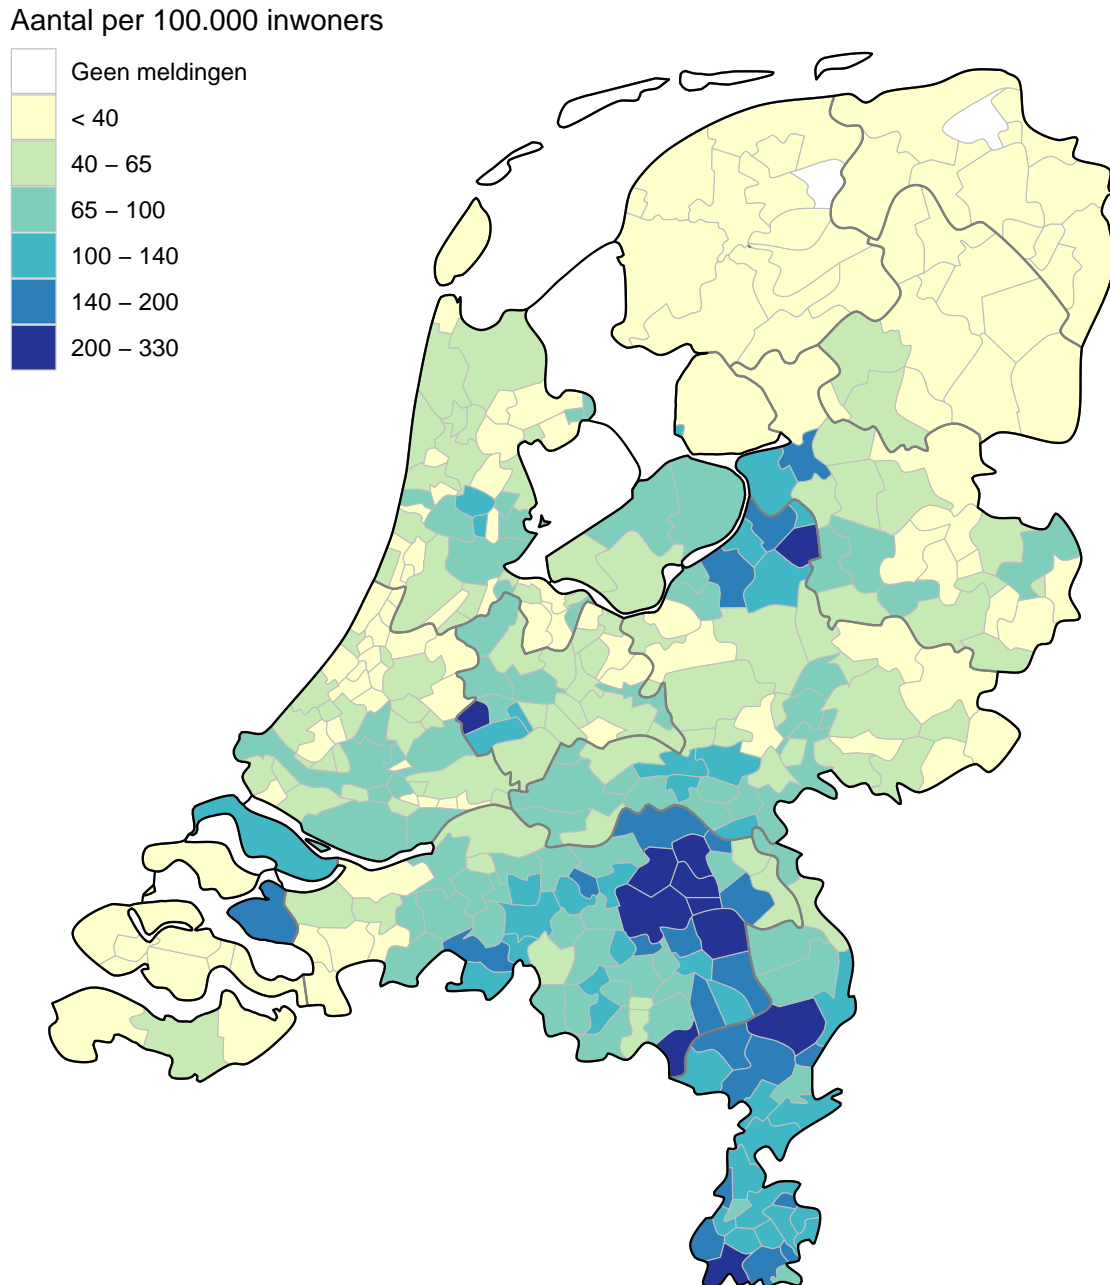 Aantal per 100.000 inwoners
Geen meldingen
< 40
40 – 65
65 – 100
100 – 140
140 – 200
200 – 330